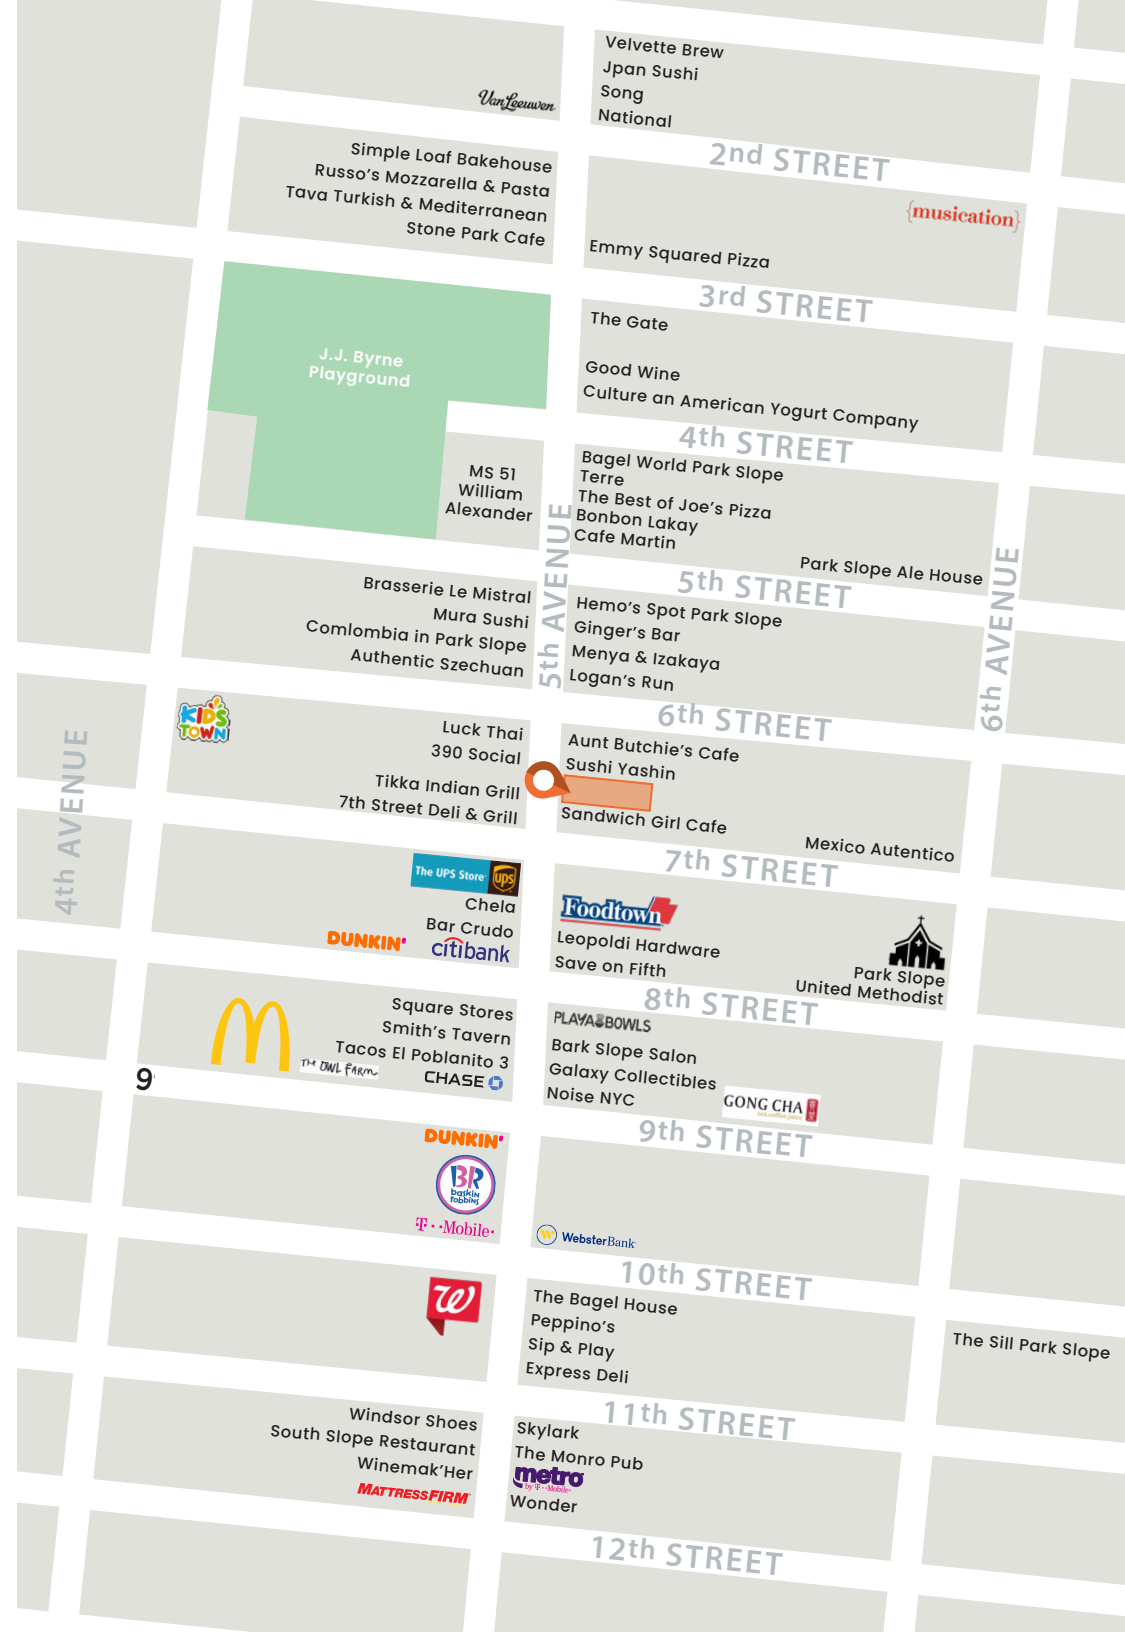 Velvette Brew
Jpan Sushi
Song
National
Van Leeuwen
2nd STREET
Simple Loaf Bakehouse
Russo's Mozzarella & Pasta
Tava Turkish & Mediterranean
Stone Park Cafe
{musication}
Emmy Squared Pizza
3rd STREET
The Gate
J.J. Byrne
Playground
Good Wine
Culture an American Yogurt Company
4th STREET
MS 51
William
Alexander
Bagel World Park Slope
Terre
The Best of Joe's Pizza
Bonbon Lakay
Cafe Martin
Park Slope Ale House
5th AVENUE
6th AVENUE
5th STREET
Brasserie Le Mistral
Mura Sushi
Comlombia in Park Slope
Authentic Szechuan
Hemo's Spot Park Slope
Ginger's Bar
Menya & Izakaya
Logan's Run
6th STREET
KIDS
TOWN
Luck Thai
390 Social
Tikka Indian Grill
7th Street Deli & Grill
Aunt Butchie's Cafe
Sushi Yashin
Sandwich Girl Cafe
Mexico Autentico
4th AVENUE
7th STREET
The UPS Store
ups
Chela
Bar Crudo
DUNKIN'
citibank
Foodtown
Leopoldi Hardware
Save on Fifth
Park Slope
United Methodist
8th STREET
Square Stores
Smith's Tavern
Tacos El Poblanito 3
The OWL FARM
CHASE
PLAYA BOWLS
Bark Slope Salon
Galaxy Collectibles
Noise NYC
GONG CHA
tea.coffee.juice
9
9th STREET
DUNKIN'
BR
baskin
robbins
T-Mobile
WebsterBank
10th STREET
W
The Bagel House
Peppino's
Sip & Play
Express Deli
The Sill Park Slope
11th STREET
Windsor Shoes
South Slope Restaurant
Winemak'Her
MATTRESSFIRM
Skylark
The Monro Pub
metro
by T-Mobile
Wonder
12th STREET